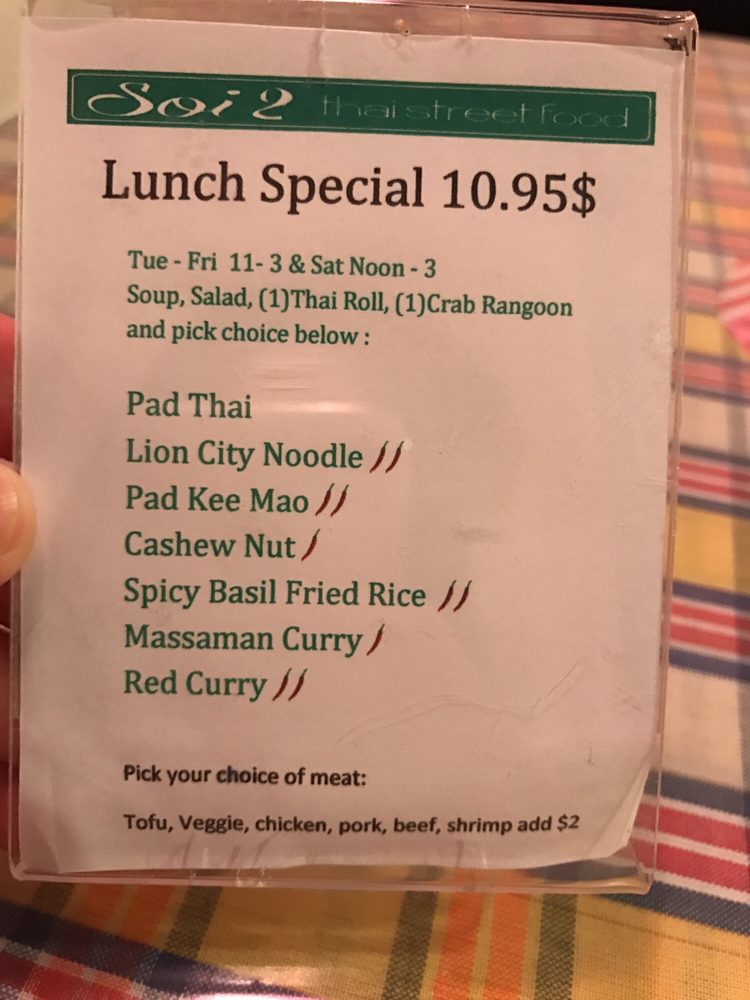 Soi 2 thai street food
Lunch Special 10.95$
Tue - Fri 11- 3 & Sat Noon - 3
Soup, Salad, (1)Thai Roll, (1)Crab Rangoon
and pick choice below :
Pad Thai
Lion City Noodle
Pad Kee Mao
Cashew Nut
Spicy Basil Fried Rice
Massaman Curry
Red Curry
Pick your choice of meat:
Tofu, Veggie, chicken, pork, beef, shrimp add $2